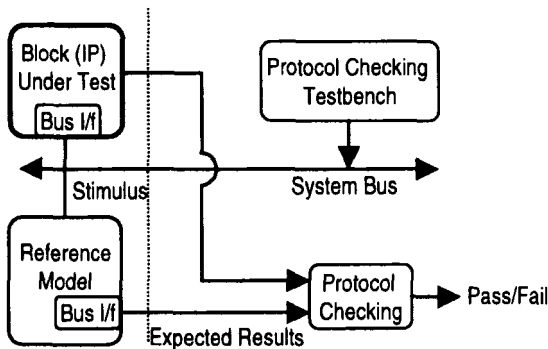 Block (IP)
Under Test
Bus I/f
Protocol Checking
Testbench
Stimulus
System Bus
Reference
Model
Bus I/f
Expected Results
Protocol
Checking
Pass/Fail